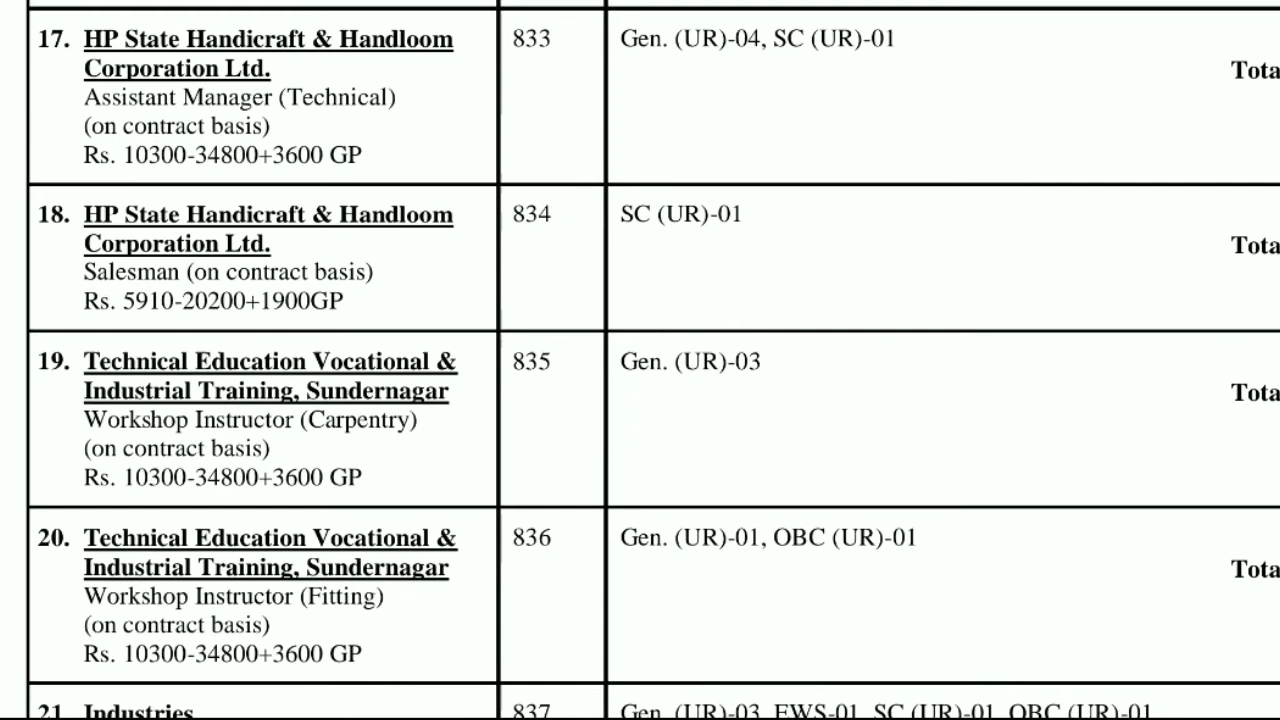 17. HP State Handicraft & Handloom 833 Gen. (UR)-04, SC (UR)-01
Corporation Ltd. Tota
Assistant Manager (Technical)
(on contract basis)
Rs. 10300-34800+3600 GP
18. HP State Handicraft & Handloom 834 SC (UR)-01
Corporation Ltd. Tota
Salesman (on contract basis)
Rs. 5910-20200+1900GP
19. Technical Education Vocational & 835 Gen. (UR)-03
Industrial Training, Sundernagar Tota
Workshop Instructor (Carpentry)
(on contract basis)
Rs. 10300-34800+3600 GP
20. Technical Education Vocational & 836 Gen. (UR)-01, OBC (UR)-01
Industrial Training, Sundernagar Tota
Workshop Instructor (Fitting)
(on contract basis)
Rs. 10300-34800+3600 GP
21 Industries 837 Gen. (UR)-03, EWS-01, SC (UR)-01, OBC (UR)-01